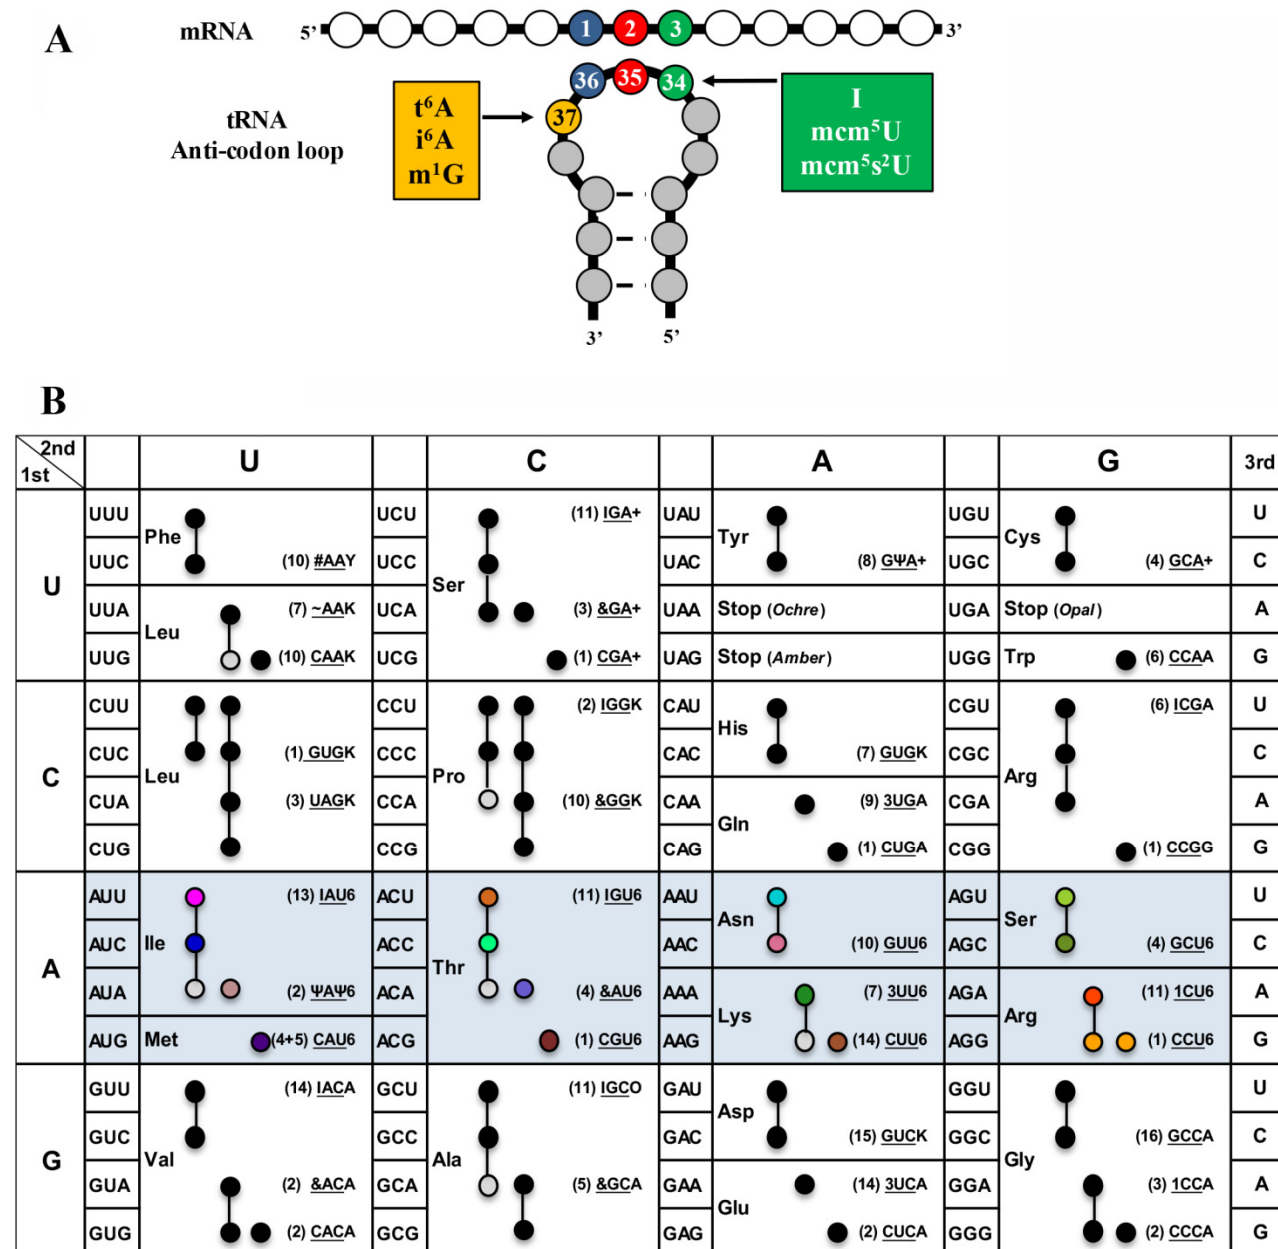 A
mRNA 5' 1 2 3 3'
36 35 34
37
t⁶A
i⁶A
m¹G
I
mcm⁵U
mcm⁵s²U
tRNA
Anti-codon loop
3' 5'
B
2nd
1st U C A G 3rd
U
UUU Phe UCU Ser (11) IGA+ UAU Tyr UGU Cys U
UUC (10) #AAY UCC UAC (8) GΨA+ UGC (4) GCA+ C
UUA Leu (7) ~AAK UCA (3) &GA+ UAA Stop (Ochre) UGA Stop (Opal) A
UUG (10) CAAK UCG (1) CGA+ UAG Stop (Amber) UGG Trp (6) CCAA G
C
CUU Leu CCU Pro (2) IGGK CAU His CGU Arg (6) ICGA U
CUC (1) GUGK CCC CAC (7) GUGK CGC C
CUA (3) UAGK CCA (10) &GGK CAA Gln (9) 3UGA CGA A
CUG CCG CAG (1) CUGA CGG (1) CCGG G
A
AUU Ile (13) IAU6 ACU Thr (11) IGU6 AAU Asn AGU Ser U
AUC ACC AAC (10) GUU6 AGC (4) GCU6 C
AUA (2) ΨAΨ6 ACA (4) &AU6 AAA Lys (7) 3UU6 AGA Arg (11) 1CU6 A
AUG Met (4+5) CAU6 ACG (1) CGU6 AAG (14) CUU6 AGG (1) CCU6 G
G
GUU Val (14) IACA GCU Ala (11) IGCO GAU Asp GGU Gly U
GUC GCC GAC (15) GUCK GGC (16) GCCA C
GUA (2) &ACA GCA (5) &GCA GAA Glu (14) 3UCA GGA (3) 1CCA A
GUG (2) CACA GCG GAG (2) CUCA GGG (2) CCCA G